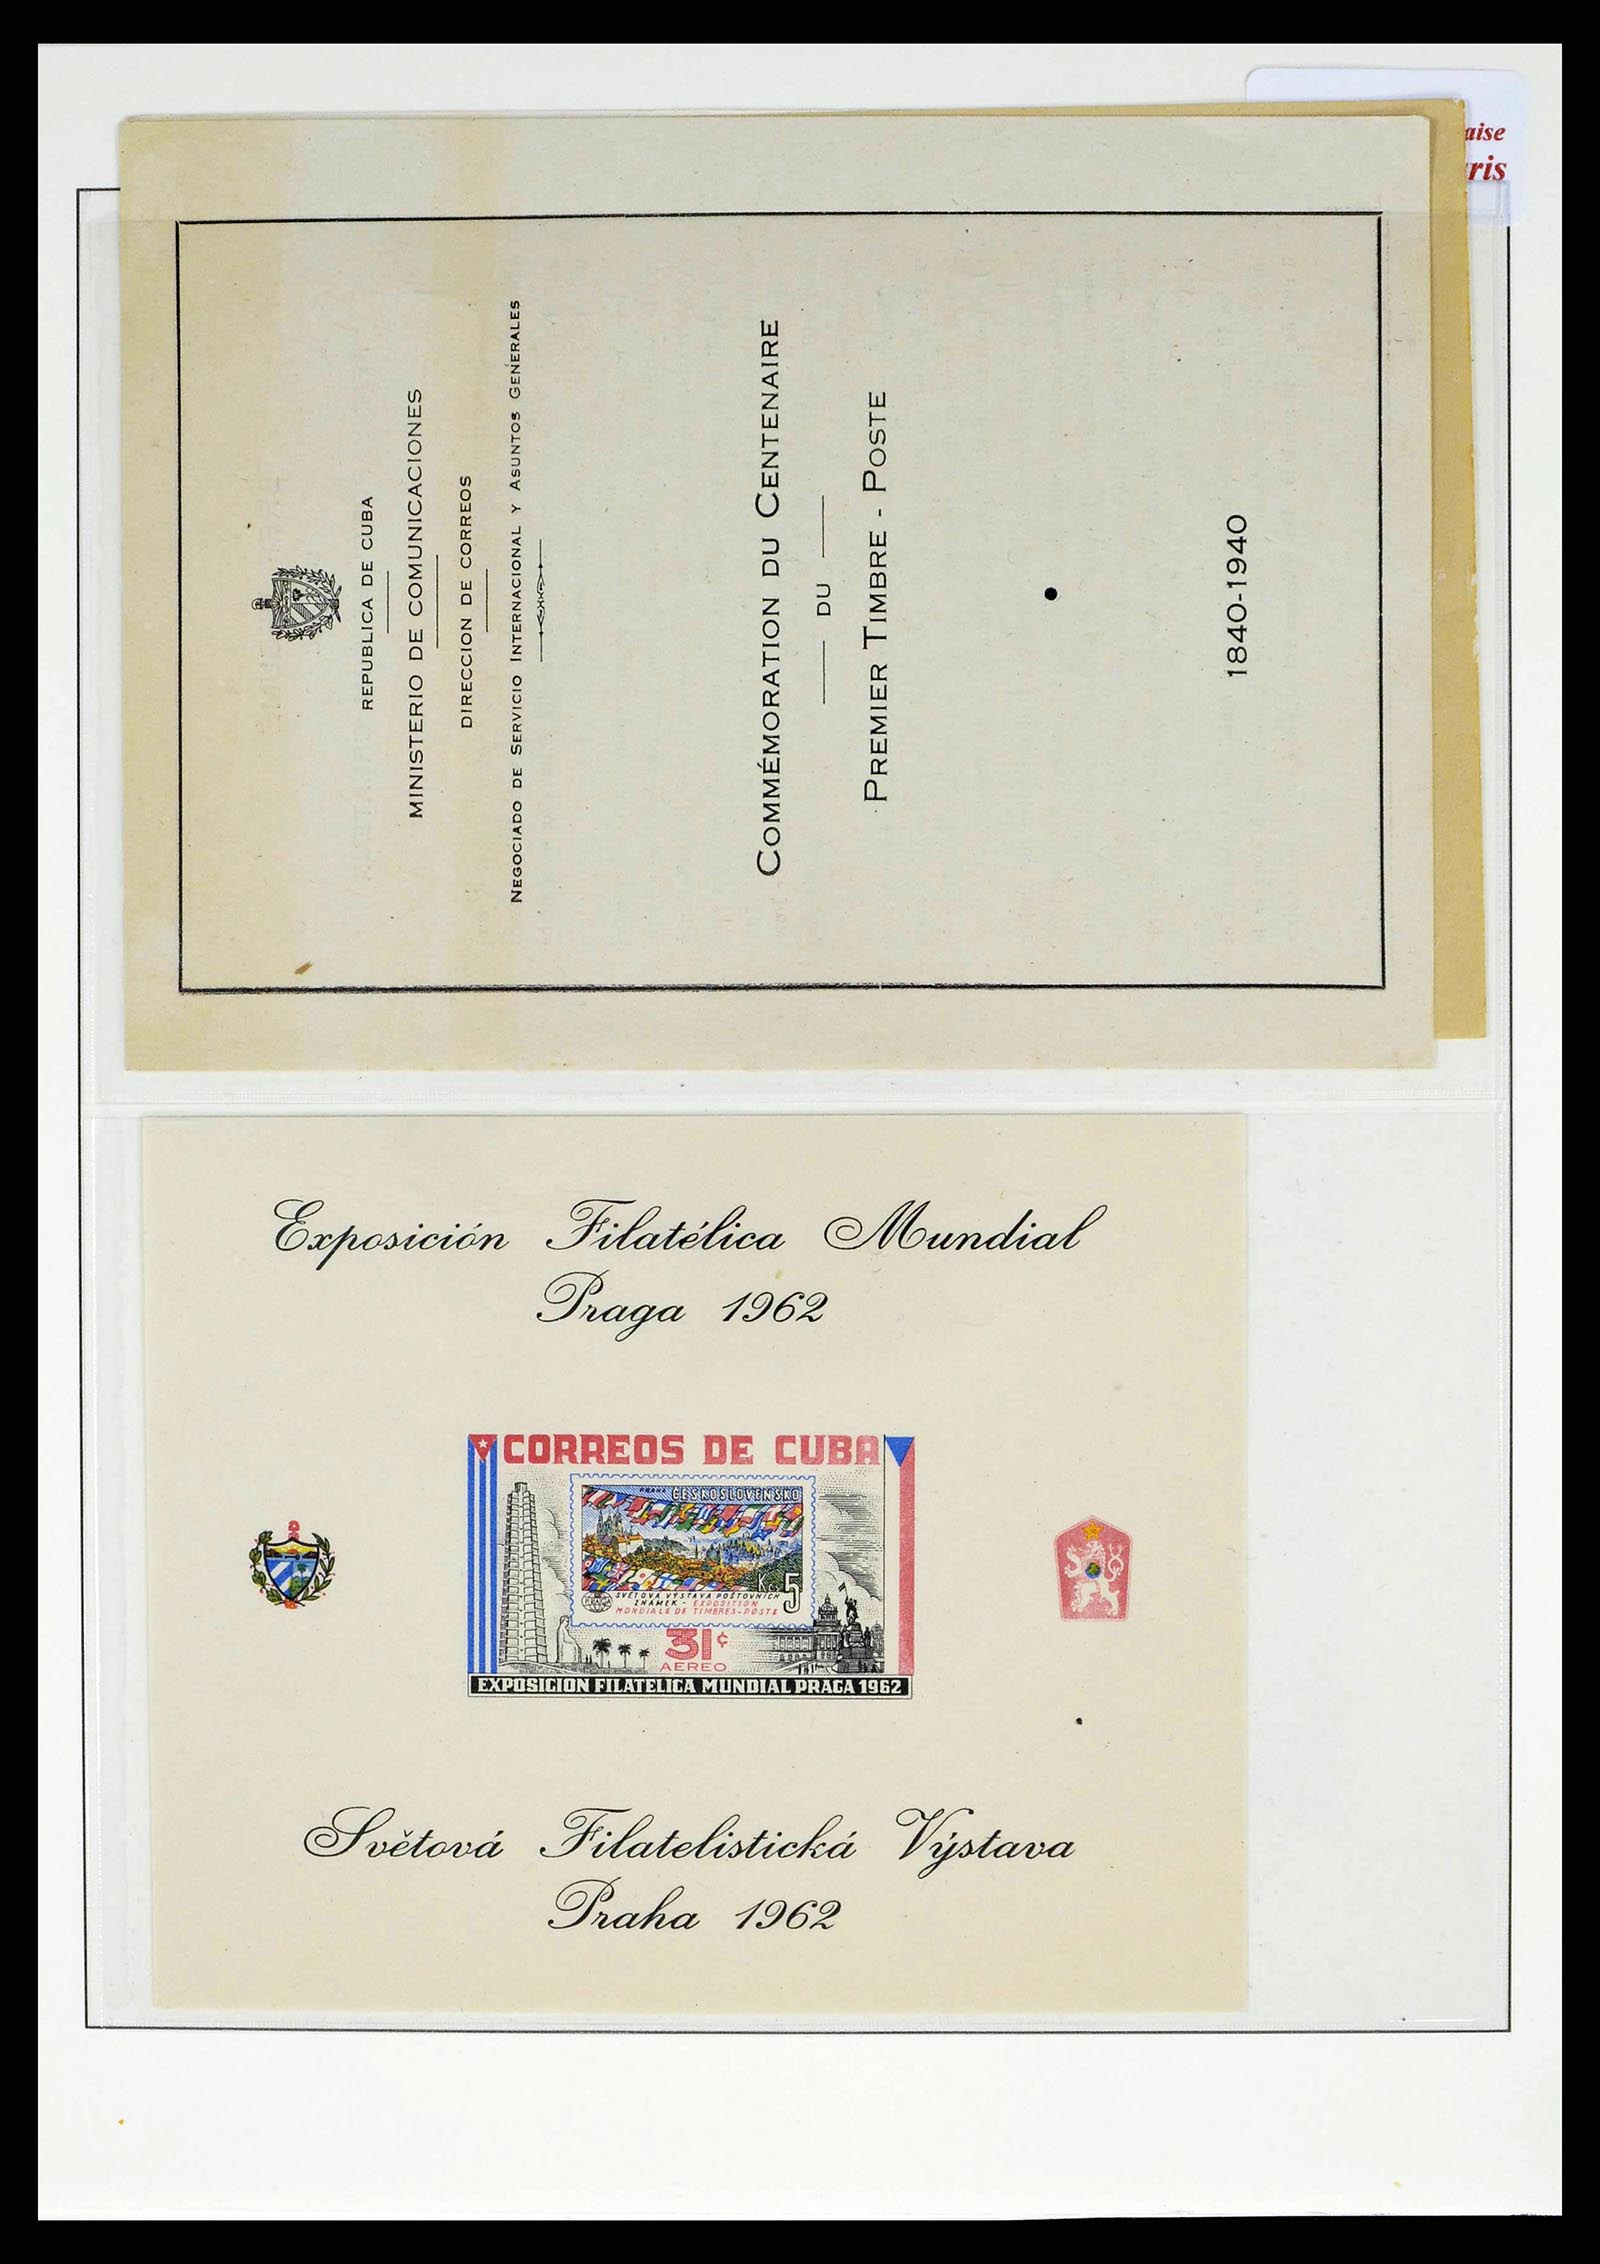 aise
ris
REPUBLICA DE CUBA
MINISTERIO DE COMUNICACIONES
DIRECCION DE CORREOS
NEGOCIADO DE SERVICIO INTERNACIONAL Y ASUNTOS GENERALES
COMMÉMORATION DU CENTENAIRE
DU
PREMIER TIMBRE - POSTE
1840-1940
Exposición Filatélica Mundial
Praga 1962
CORREOS DE CUBA
PRAHA ČESKOSLOVENSKO
Kčs 5
SVĚTOVÁ VÝSTAVA POŠTOVNÍCH
ZNÁMEK - EXPOSITION
MONDIALE DE TIMBRES-POSTE
31¢
AEREO
EXPOSICION FILATELICA MUNDIAL PRAGA 1962
Světová Filatelistická Výstava
Praha 1962